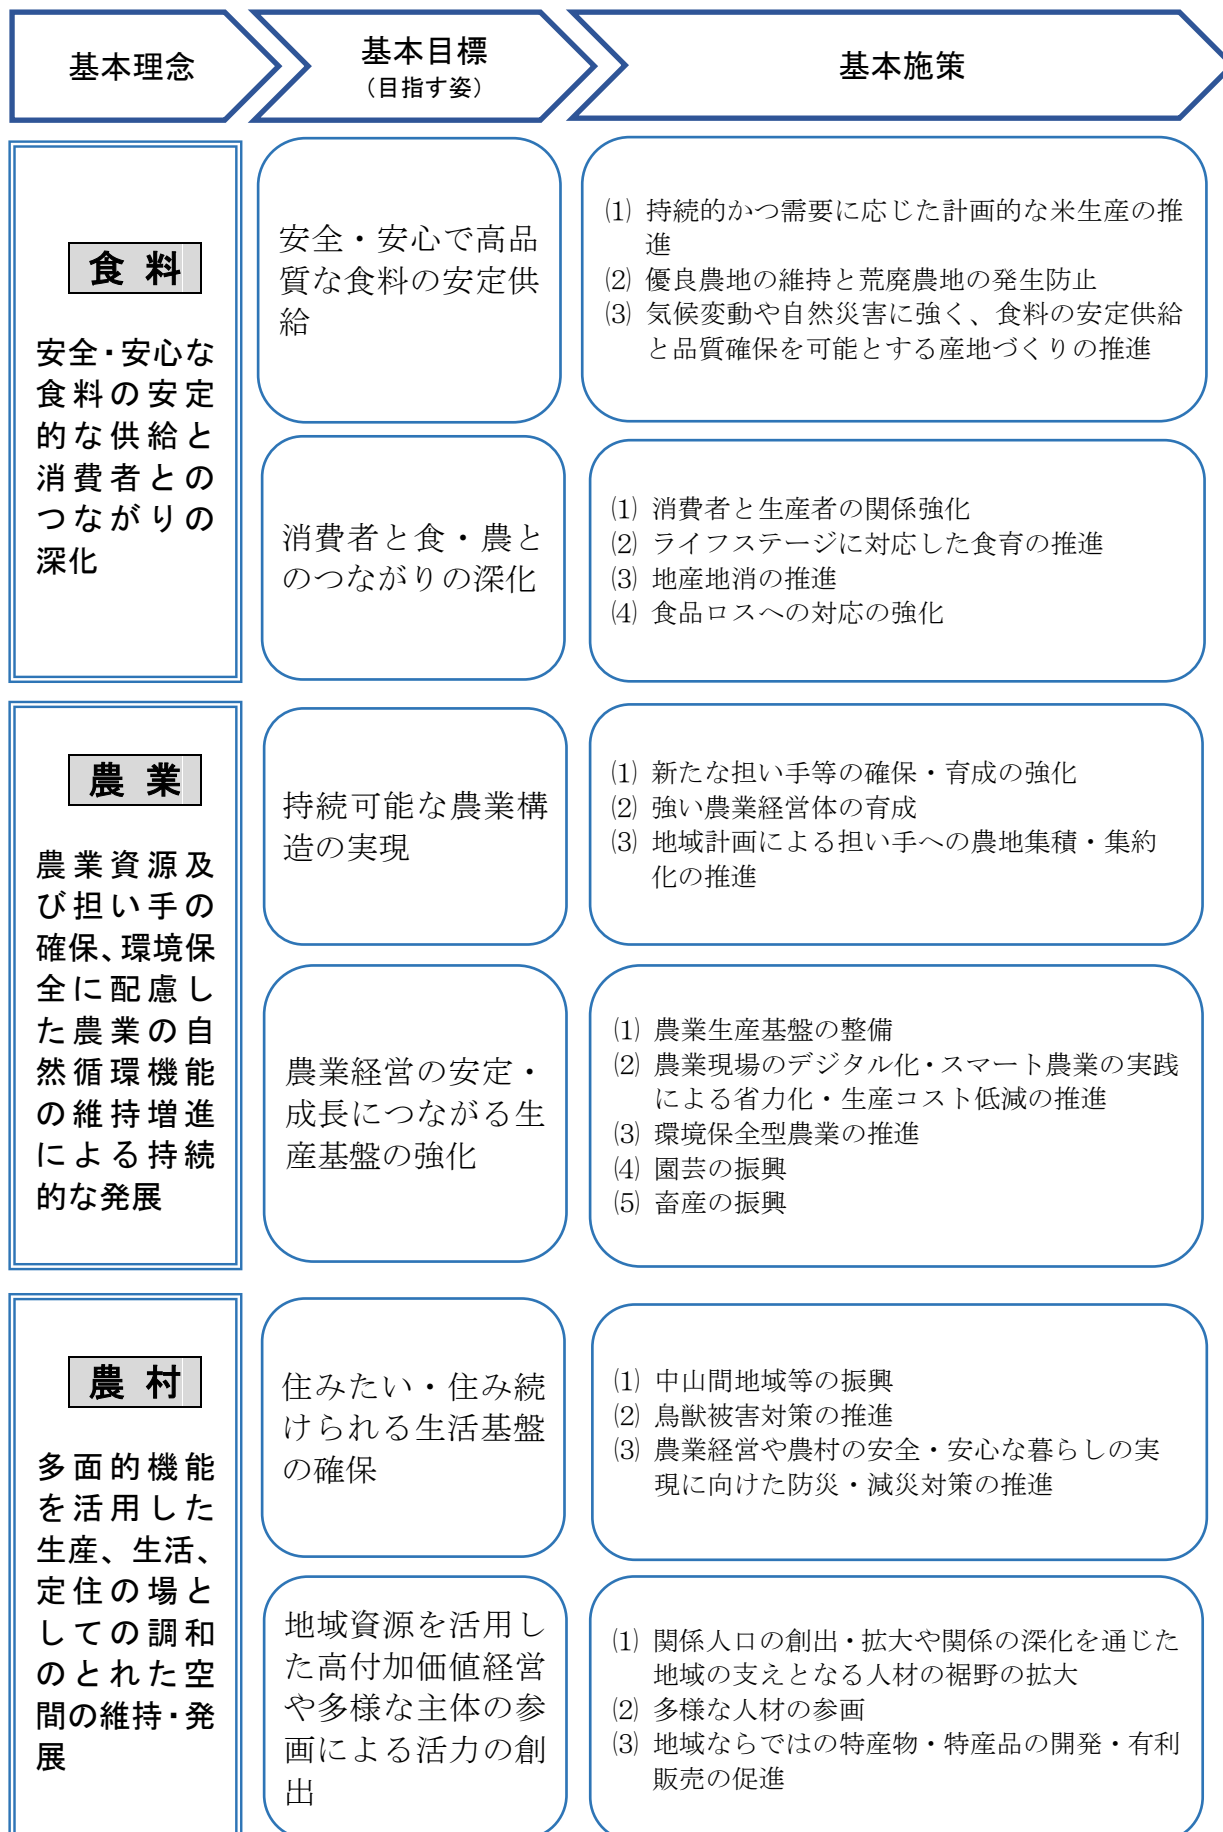 基本理念
基本目標
（目指す姿）
基本施策
食 料
安全・安心な
食料の安定
的な供給と
消費者との
つながりの
深化
安全・安心で高品
質な食料の安定供
給
⑴ 持続的かつ需要に応じた計画的な米生産の推
進
⑵ 優良農地の維持と荒廃農地の発生防止
⑶ 気候変動や自然災害に強く、食料の安定供給
と品質確保を可能とする産地づくりの推進
消費者と食・農と
のつながりの深化
⑴ 消費者と生産者の関係強化
⑵ ライフステージに対応した食育の推進
⑶ 地産地消の推進
⑷ 食品ロスへの対応の強化
農 業
農業資源及
び担い手の
確保、環境保
全に配慮し
た農業の自
然循環機能
の維持増進
による持続
的な発展
持続可能な農業構
造の実現
⑴ 新たな担い手等の確保・育成の強化
⑵ 強い農業経営体の育成
⑶ 地域計画による担い手への農地集積・集約
化の推進
農業経営の安定・
成長につながる生
産基盤の強化
⑴ 農業生産基盤の整備
⑵ 農業現場のデジタル化・スマート農業の実践
による省力化・生産コスト低減の推進
⑶ 環境保全型農業の推進
⑷ 園芸の振興
⑸ 畜産の振興
農 村
多面的機能
を活用した
生産、生活、
定住の場と
しての調和
のとれた空
間の維持・発
展
住みたい・住み続
けられる生活基盤
の確保
⑴ 中山間地域等の振興
⑵ 鳥獣被害対策の推進
⑶ 農業経営や農村の安全・安心な暮らしの実
現に向けた防災・減災対策の推進
地域資源を活用し
た高付加価値経営
や多様な主体の参
画による活力の創
出
⑴ 関係人口の創出・拡大や関係の深化を通じた
地域の支えとなる人材の裾野の拡大
⑵ 多様な人材の参画
⑶ 地域ならではの特産物・特産品の開発・有利
販売の促進